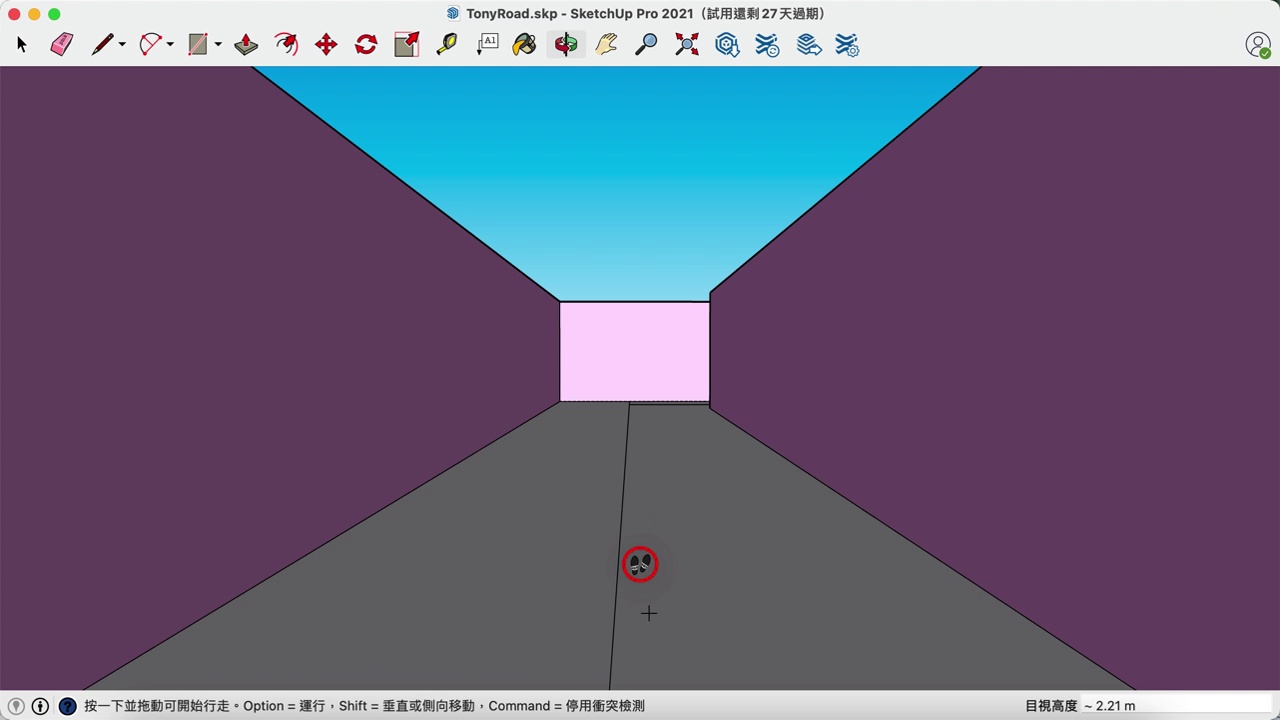 TonyRoad.skp - SketchUp Pro 2021（試用還剩 27 天過期）
A1
按一下並拖動可開始行走。Option = 運行，Shift = 垂直或側向移動，Command = 停用衝突檢測
目視高度 ~ 2.21 m